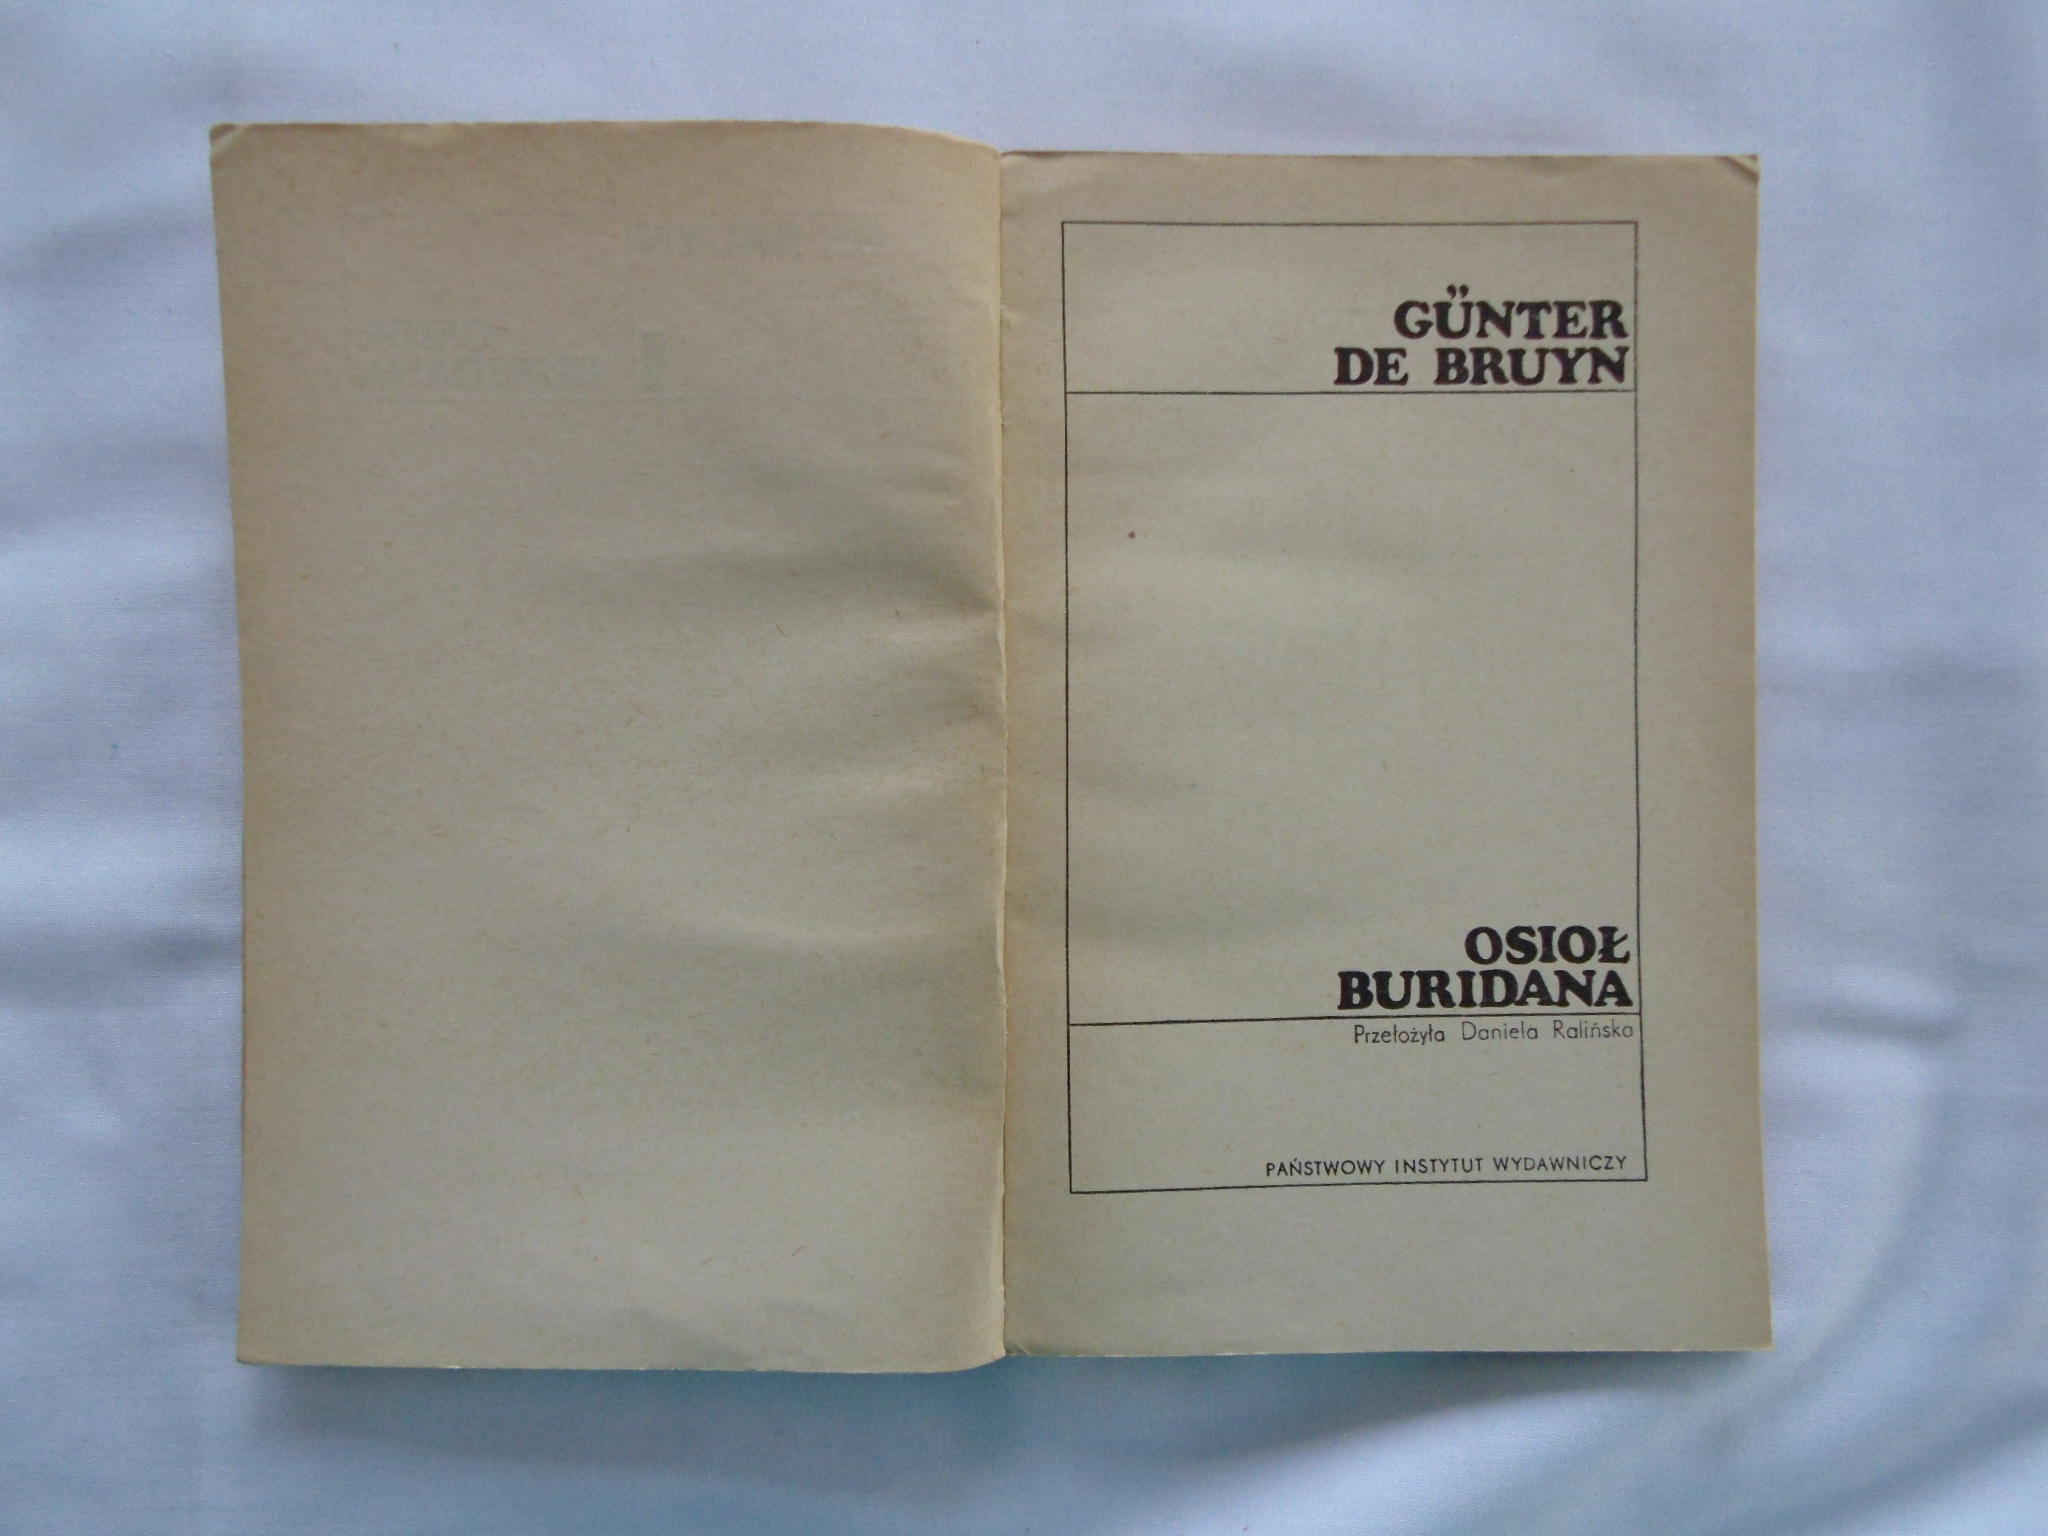 GÜNTER
DE BRUYN
OSIOŁ
BURIDANA
Przełożyła Daniela Ralińska
PAŃSTWOWY INSTYTUT WYDAWNICZY